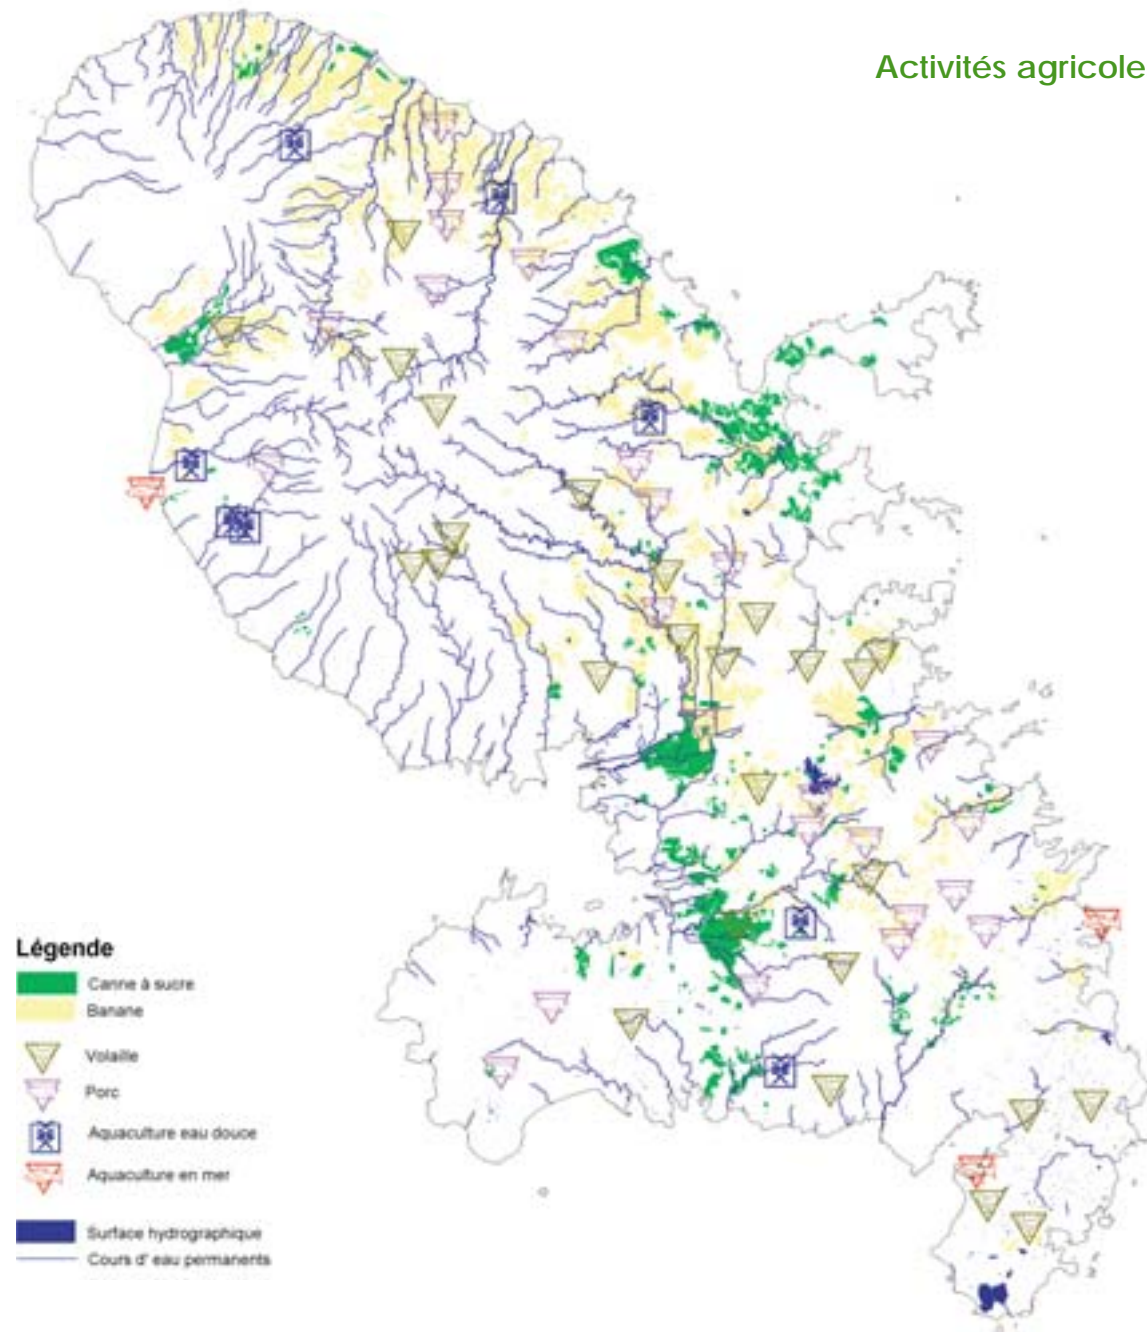 Activités agricole
Légende
Canne à sucre
Banane
Volaille
Porc
Aquaculture eau douce
Aquaculture en mer
Surface hydrographique
Cours d' eau permanents